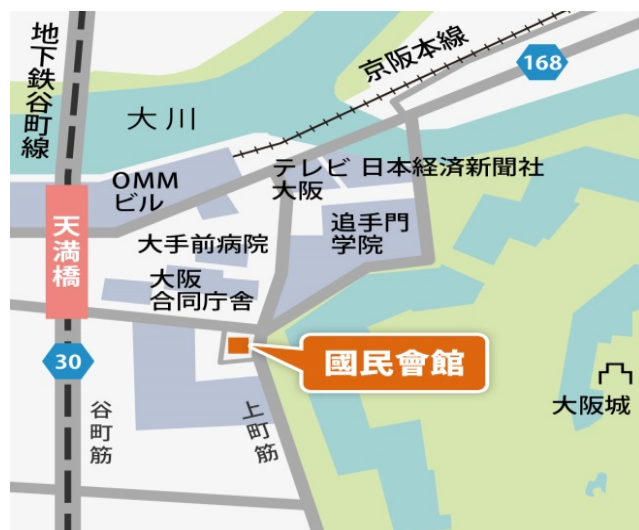 地下鉄谷町線
京阪本線
168
大川
OMM
ビル
テレビ
大阪
日本経済新聞社
天満橋
大手前病院
追手門
学院
大阪
合同庁舎
30
國民會館
谷町筋
上町筋
大阪城